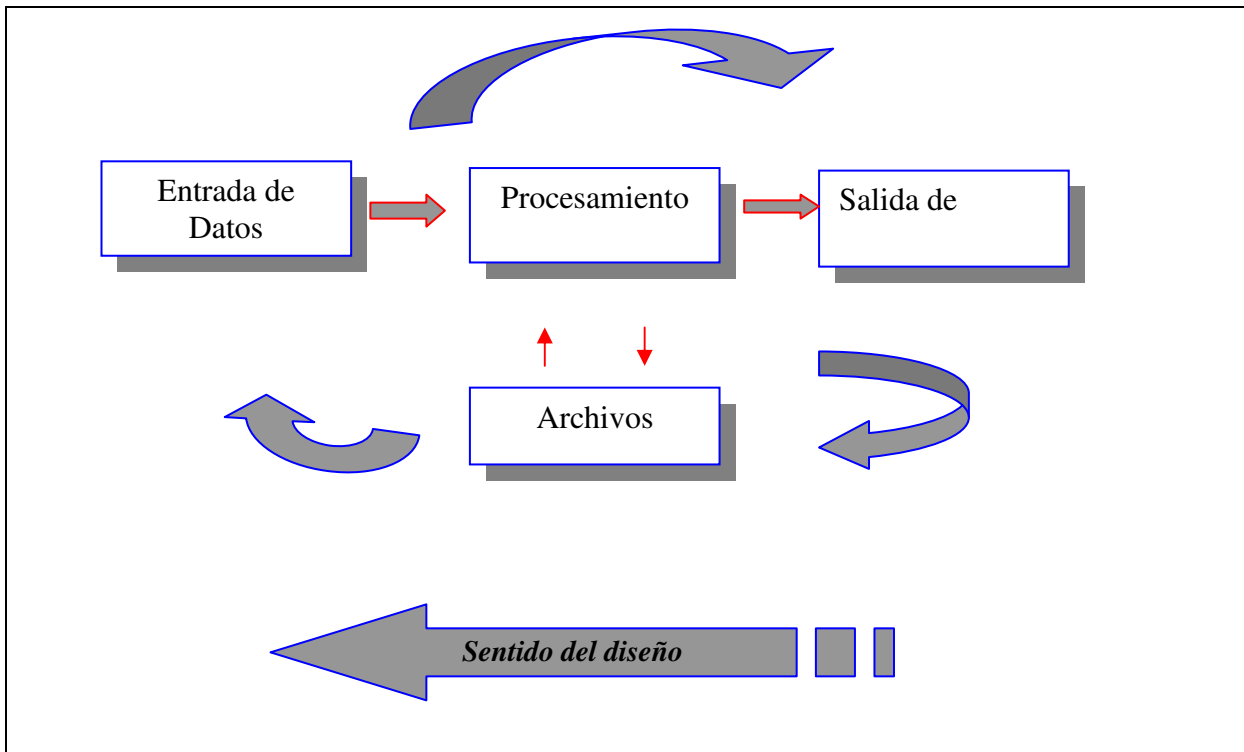 Entrada de
Datos
Procesamiento
Salida de
Archivos
Sentido del diseño